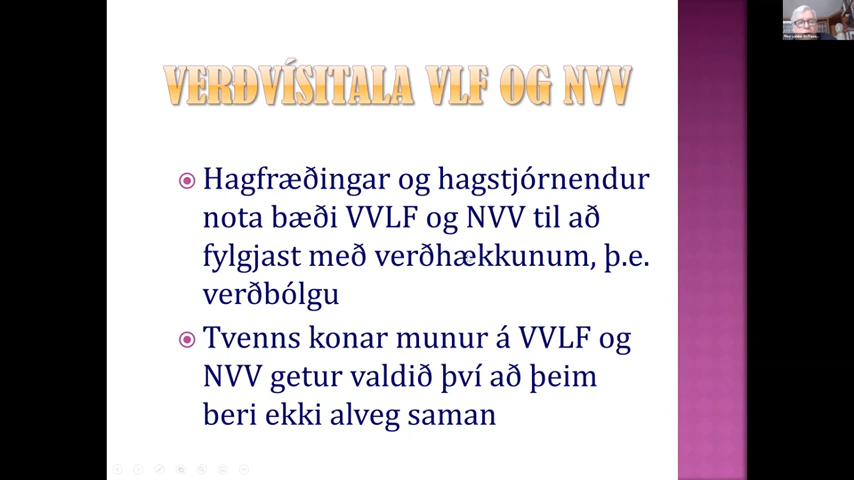 VERÐVÍSITALA VLF OG NVV
Hagfræðingar og hagstjórnendur
nota bæði VVLF og NVV til að
fylgjast með verðhækkunum, þ.e.
verðbólgu
Tvenns konar munur á VVLF og
NVV getur valdið því að þeim
beri ekki alveg saman